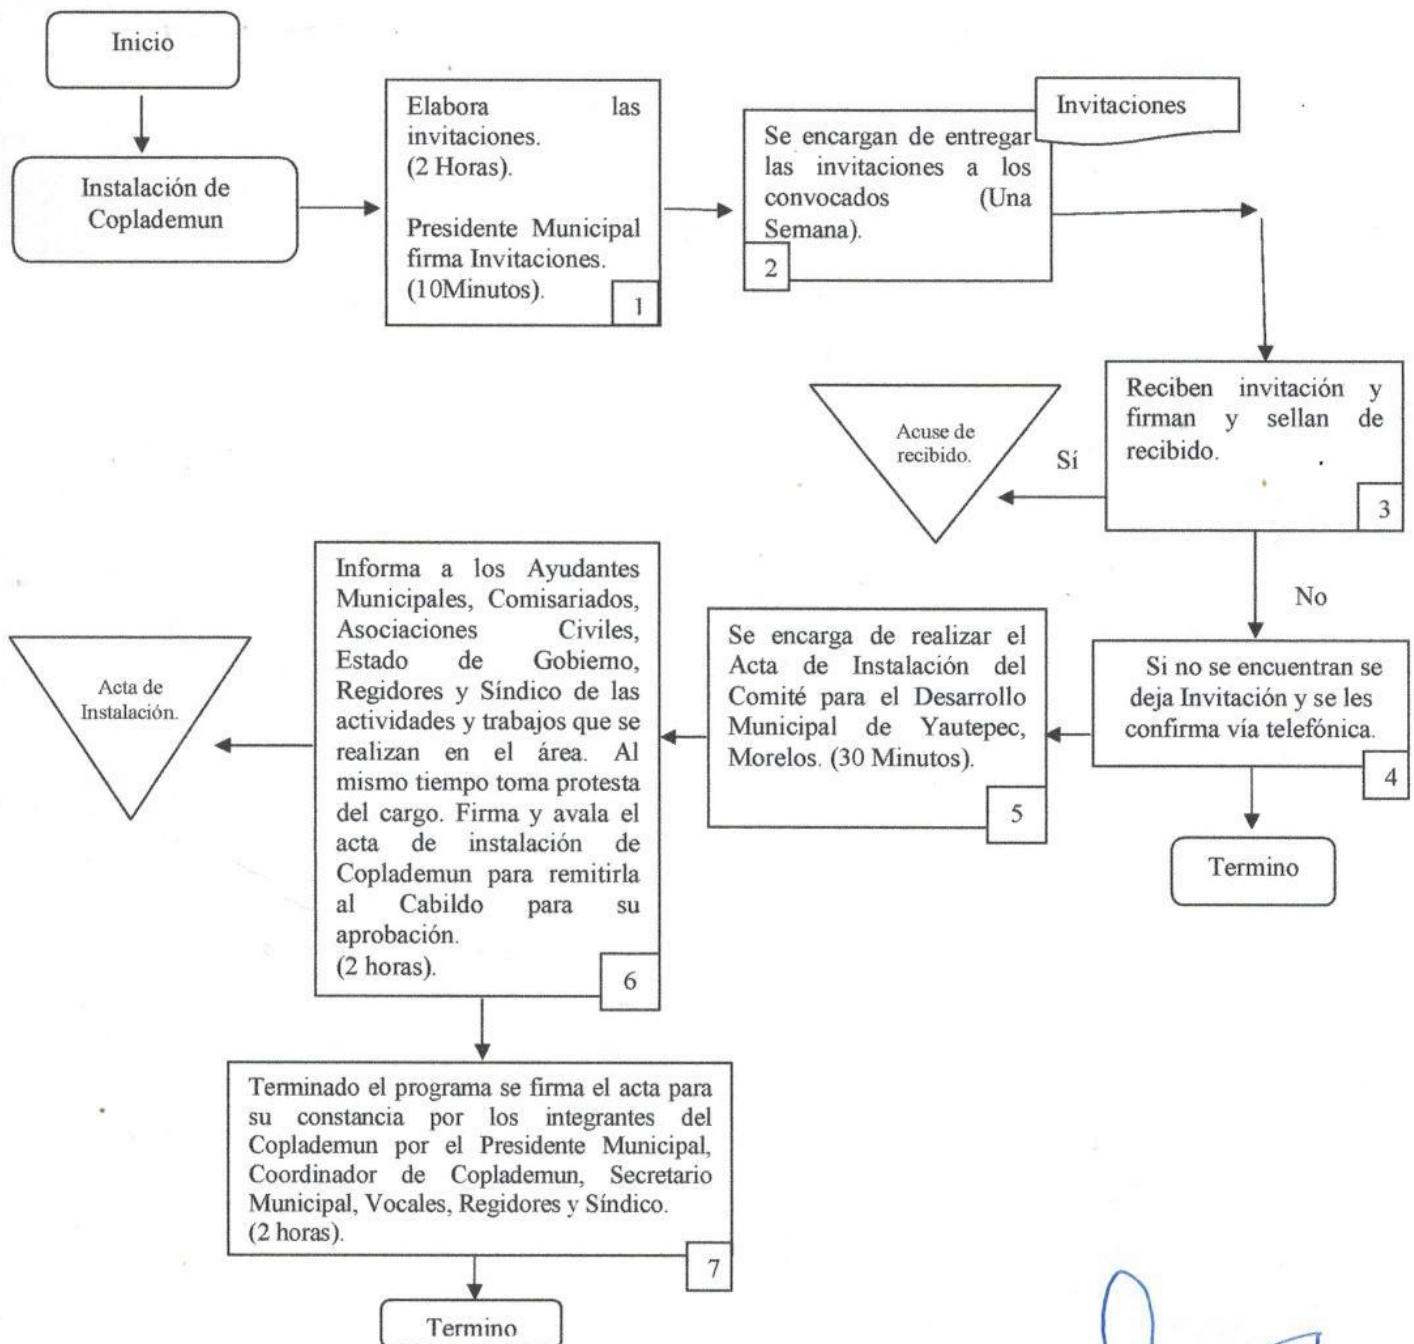 Inicio
Instalación de
Coplademun
Elabora las
invitaciones.
(2 Horas).
Presidente Municipal
firma Invitaciones.
(10Minutos).
1
Invitaciones
Se encargan de entregar
las invitaciones a los
convocados (Una
Semana).
2
Reciben invitación y
firman y sellan de
recibido.
3
Sí
Acuse de
recibido.
No
Si no se encuentran se
deja Invitación y se les
confirma vía telefónica.
4
Termino
Se encarga de realizar el
Acta de Instalación del
Comité para el Desarrollo
Municipal de Yautepec,
Morelos. (30 Minutos).
5
Informa a los Ayudantes
Municipales, Comisariados,
Asociaciones Civiles,
Estado de Gobierno,
Regidores y Síndico de las
actividades y trabajos que se
realizan en el área. Al
mismo tiempo toma protesta
del cargo. Firma y avala el
acta de instalación de
Coplademun para remitirla
al Cabildo para su
aprobación.
(2 horas).
6
Acta de
Instalación.
Terminado el programa se firma el acta para
su constancia por los integrantes del
Coplademun por el Presidente Municipal,
Coordinador de Coplademun, Secretario
Municipal, Vocales, Regidores y Síndico.
(2 horas).
7
Termino